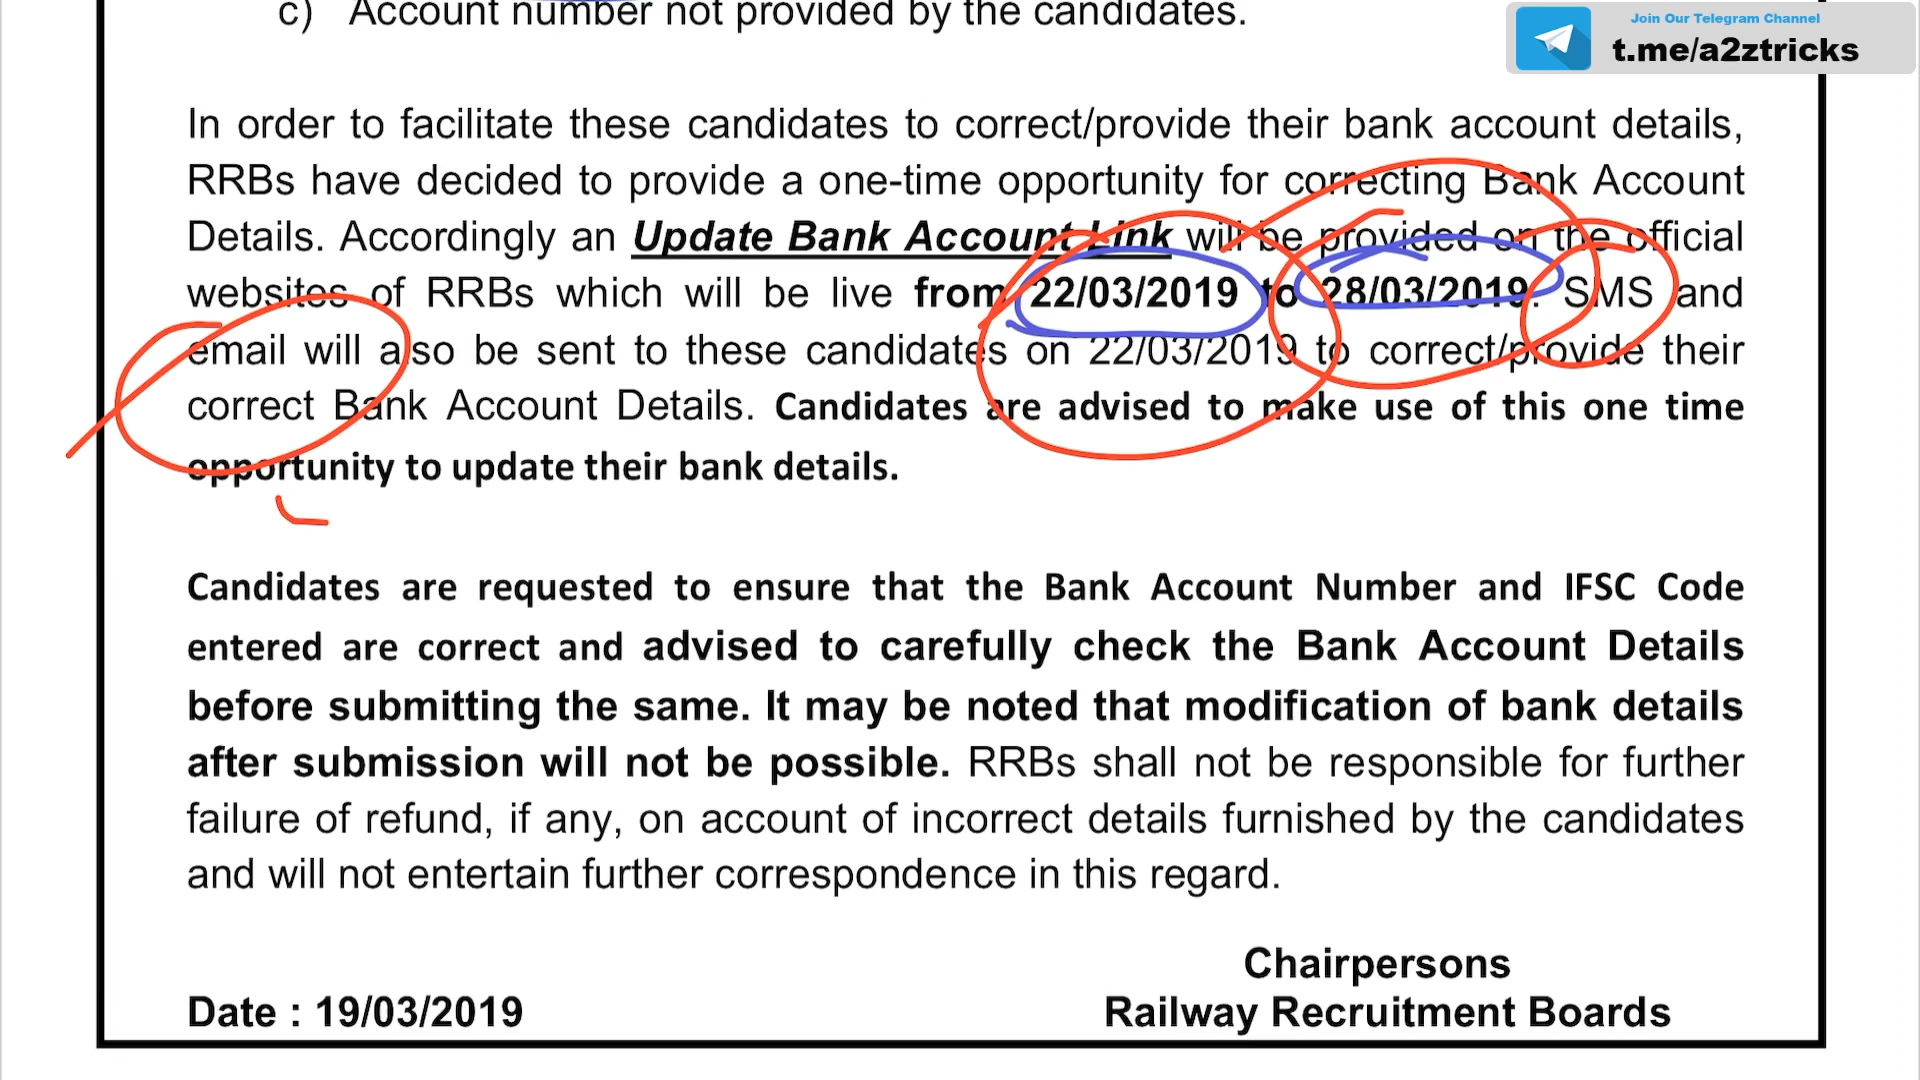 c) Account number not provided by the candidates.
Join Our Telegram Channel
t.me/a2ztricks
In order to facilitate these candidates to correct/provide their bank account details,
RRBs have decided to provide a one-time opportunity for correcting Bank Account
Details. Accordingly an Update Bank Account Link will be provided on the official
websites of RRBs which will be live from 22/03/2019 to 28/03/2019. SMS and
email will also be sent to these candidates on 22/03/2019 to correct/provide their
correct Bank Account Details. Candidates are advised to make use of this one time
opportunity to update their bank details.
Candidates are requested to ensure that the Bank Account Number and IFSC Code
entered are correct and advised to carefully check the Bank Account Details
before submitting the same. It may be noted that modification of bank details
after submission will not be possible. RRBs shall not be responsible for further
failure of refund, if any, on account of incorrect details furnished by the candidates
and will not entertain further correspondence in this regard.
Chairpersons
Date : 19/03/2019 Railway Recruitment Boards